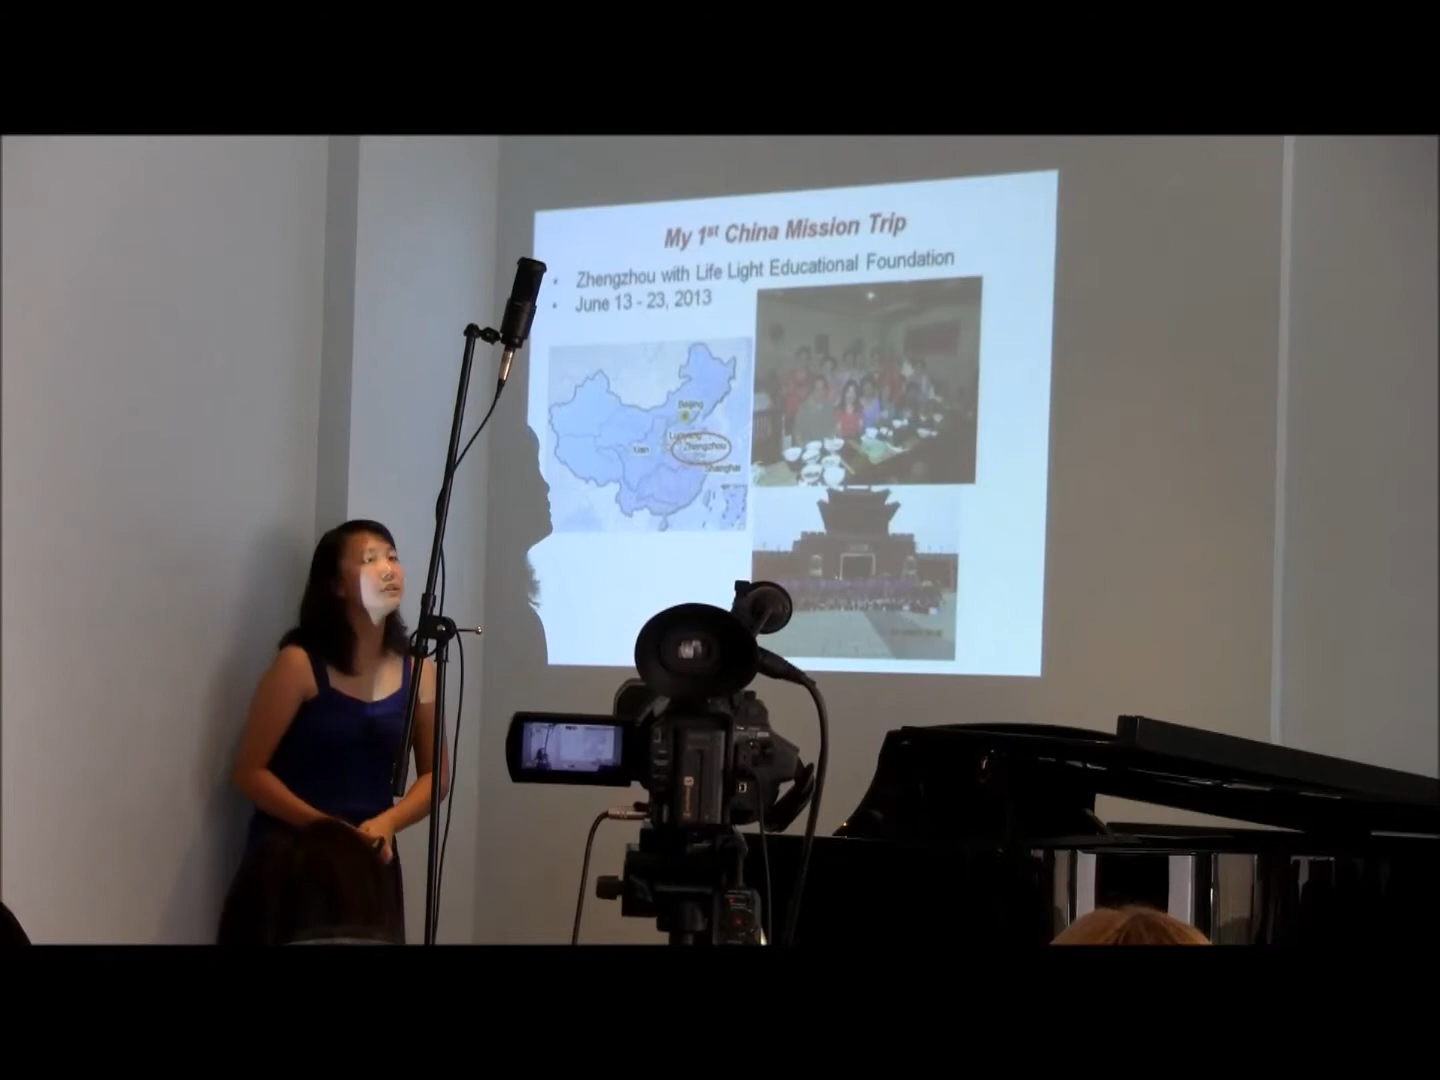 My 1st China Mission Trip
• Zhengzhou with Life Light Educational Foundation
• June 13 - 23, 2013
Beijing
Zhengzhou
Xian
Shanghai